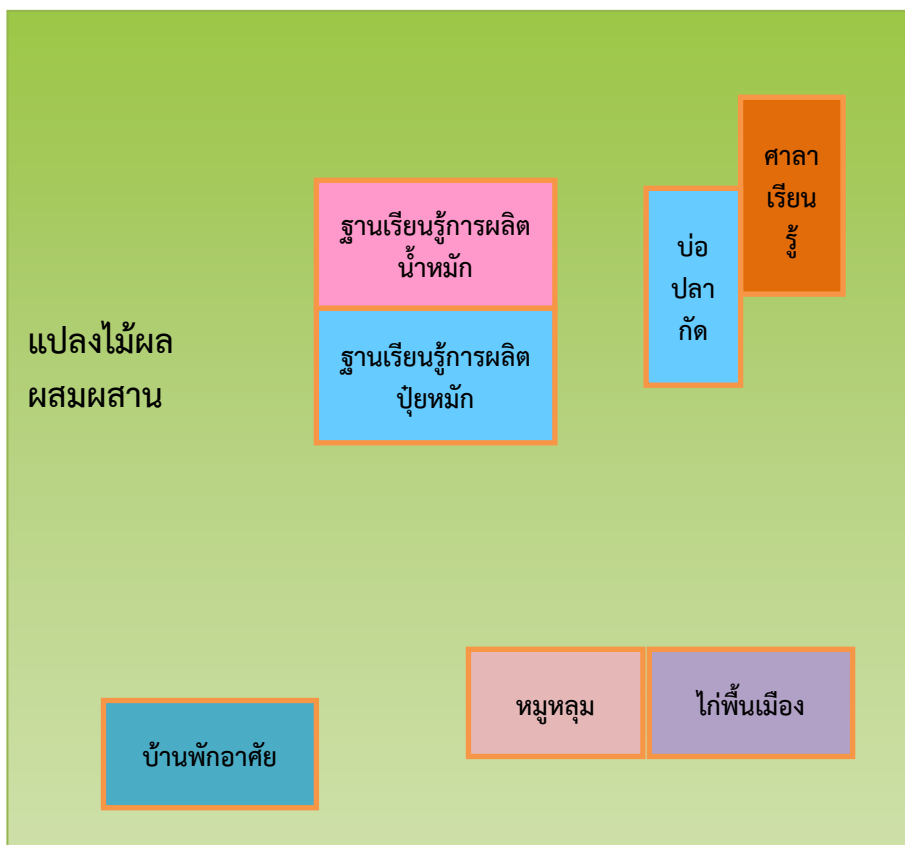 ศาลา
เรียน
รู้
ฐานเรียนรู้การผลิต
น้ำหมัก
บ่อ
ปลา
กัด
แปลงไม้ผล
ผสมผสาน
ฐานเรียนรู้การผลิต
ปุ๋ยหมัก
หมูหลุม
ไก่พื้นเมือง
บ้านพักอาศัย